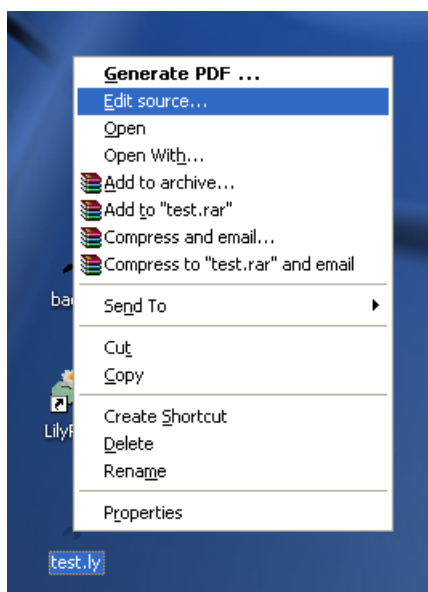 Generate PDF ...
Edit source...
Open
Open With...
Add to archive...
Add to "test.rar"
Compress and email...
Compress to "test.rar" and email
Send To
Cut
Copy
Create Shortcut
Delete
Rename
Properties
test.ly